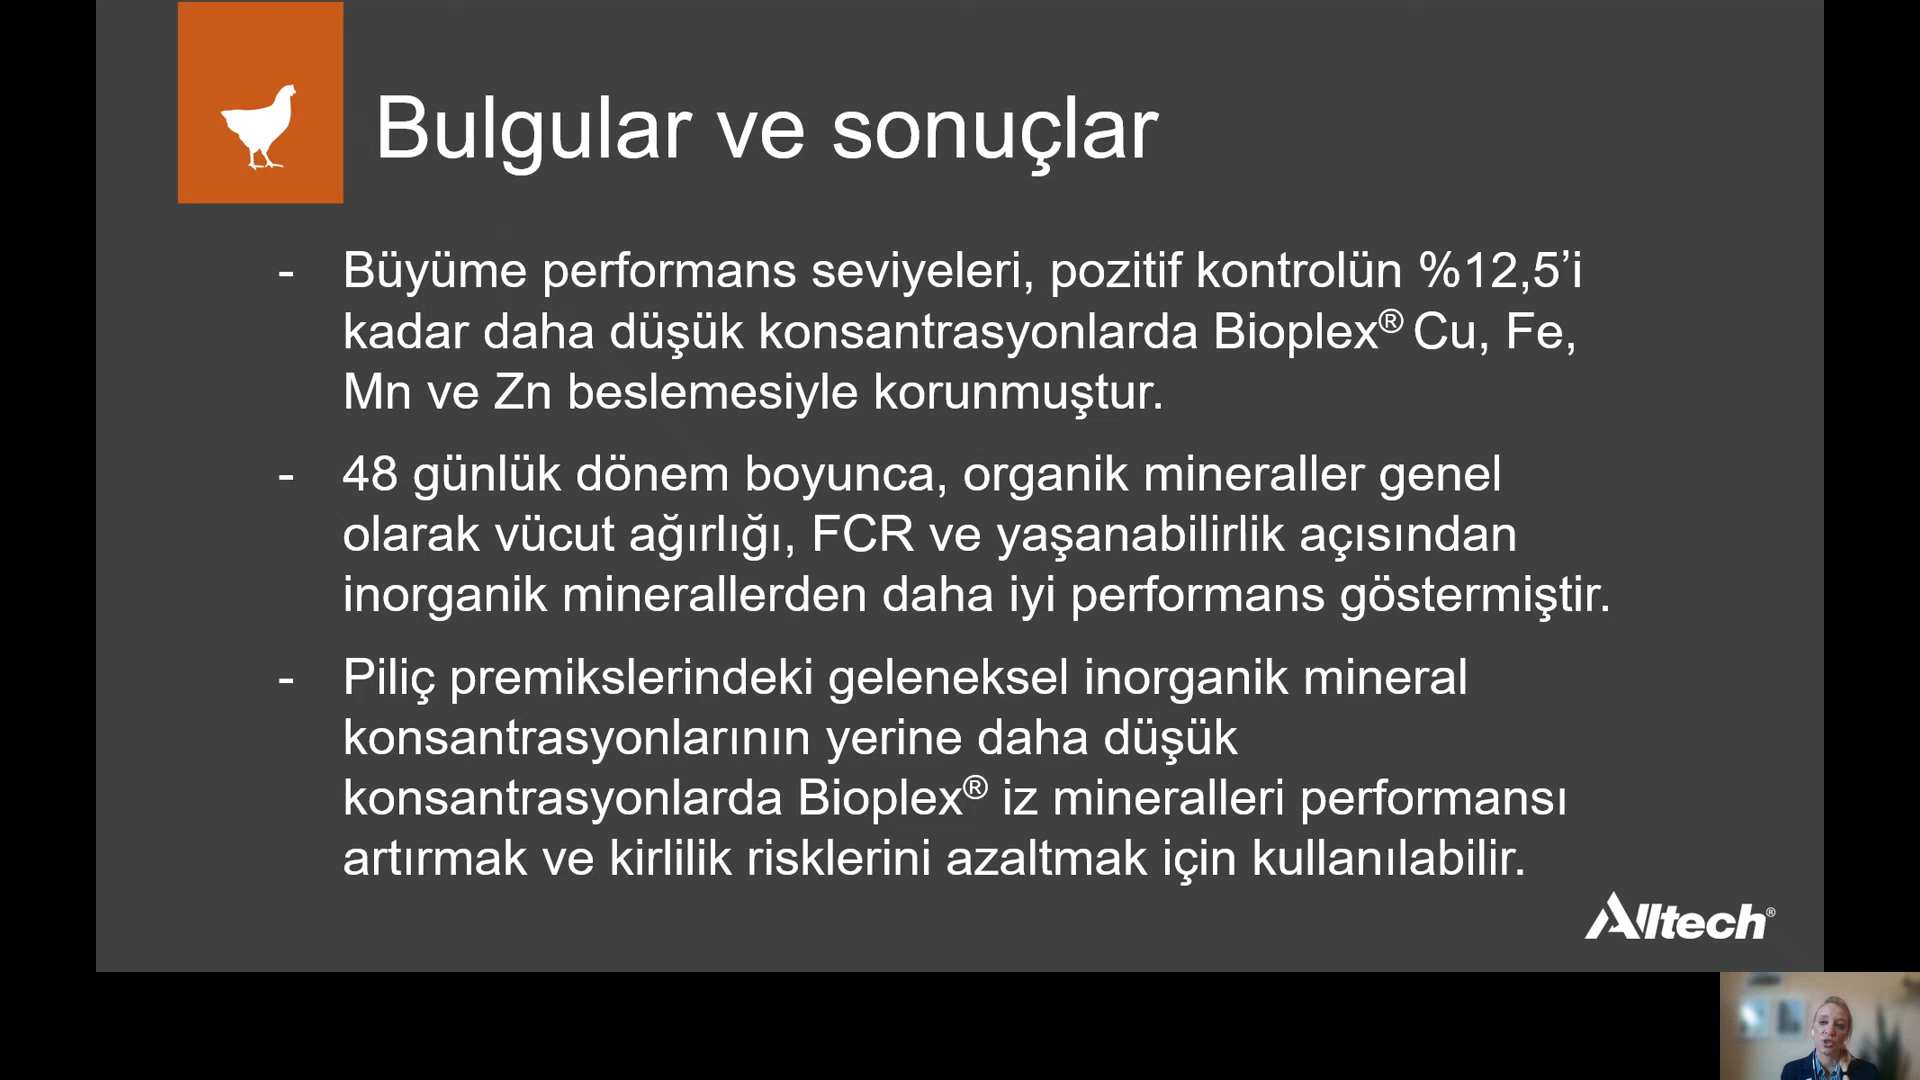 Bulgular ve sonuçlar
- Büyüme performans seviyeleri, pozitif kontrolün %12,5’i
kadar daha düşük konsantrasyonlarda Bioplex® Cu, Fe,
Mn ve Zn beslemesiyle korunmuştur.
- 48 günlük dönem boyunca, organik mineraller genel
olarak vücut ağırlığı, FCR ve yaşanabilirlik açısından
inorganik minerallerden daha iyi performans göstermiştir.
- Piliç premikslerindeki geleneksel inorganik mineral
konsantrasyonlarının yerine daha düşük
konsantrasyonlarda Bioplex® iz mineralleri performansı
artırmak ve kirlilik risklerini azaltmak için kullanılabilir.
Alltech®